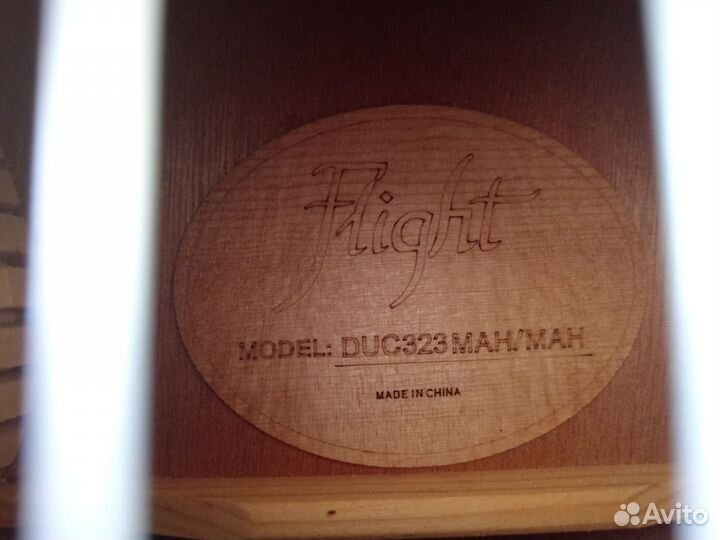 Flight
MODEL: DUC323 MAH/MAH
MADE IN CHINA
Avito